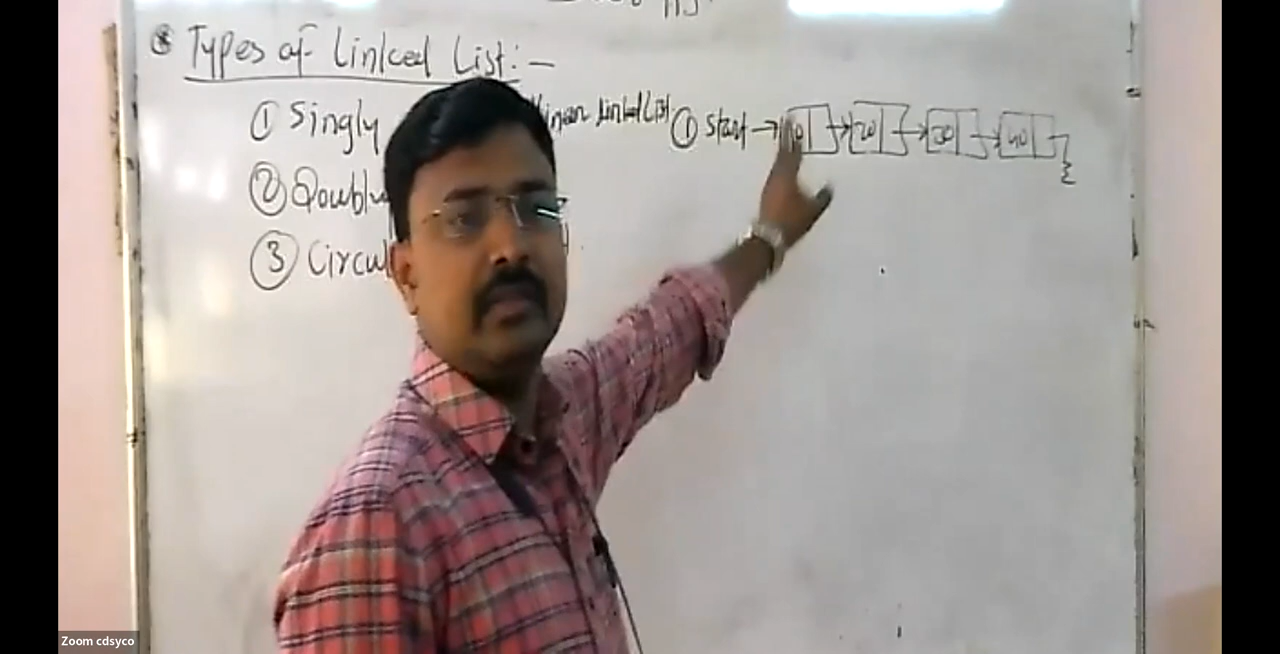 Types of Linked List:-
① Singly
linear linked List
① Start → 10 → 20 → 30 → 40
② Doubl
③ Circul
Zoom cdsyco